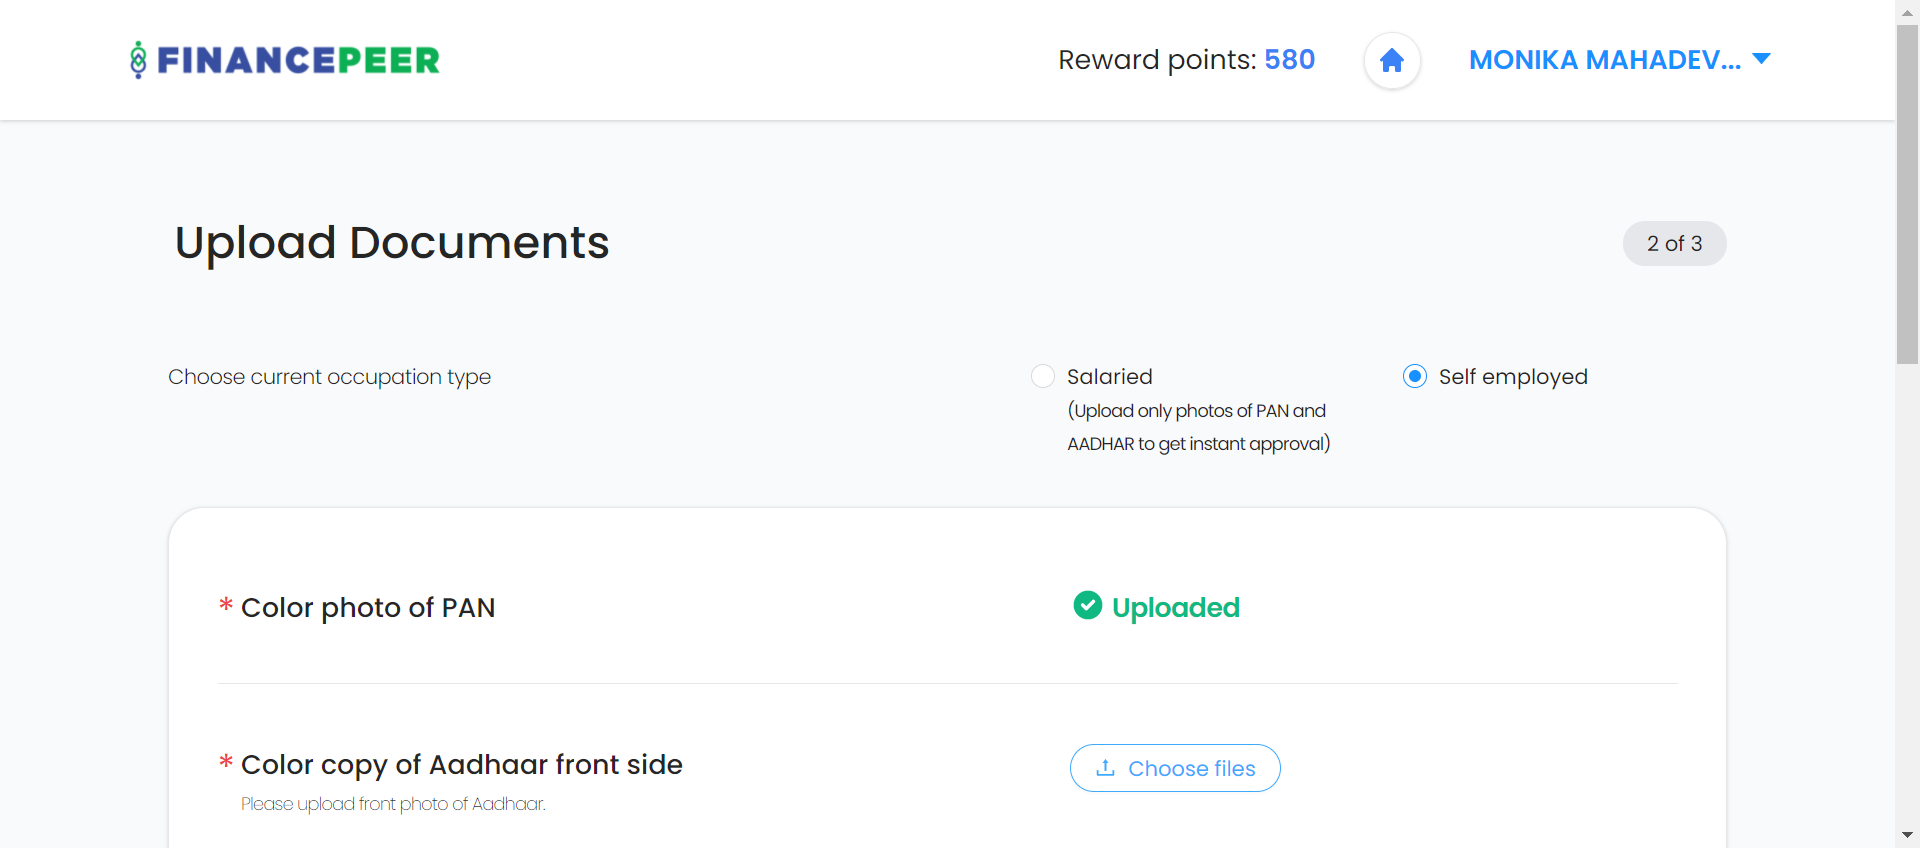 FINANCEPEER
Reward points: 580
MONIKA MAHADEV...
Upload Documents
2 of 3
Choose current occupation type
Salaried
(Upload only photos of PAN and
AADHAR to get instant approval)
Self employed
* Color photo of PAN
Uploaded
* Color copy of Aadhaar front side
Please upload front photo of Aadhaar.
Choose files